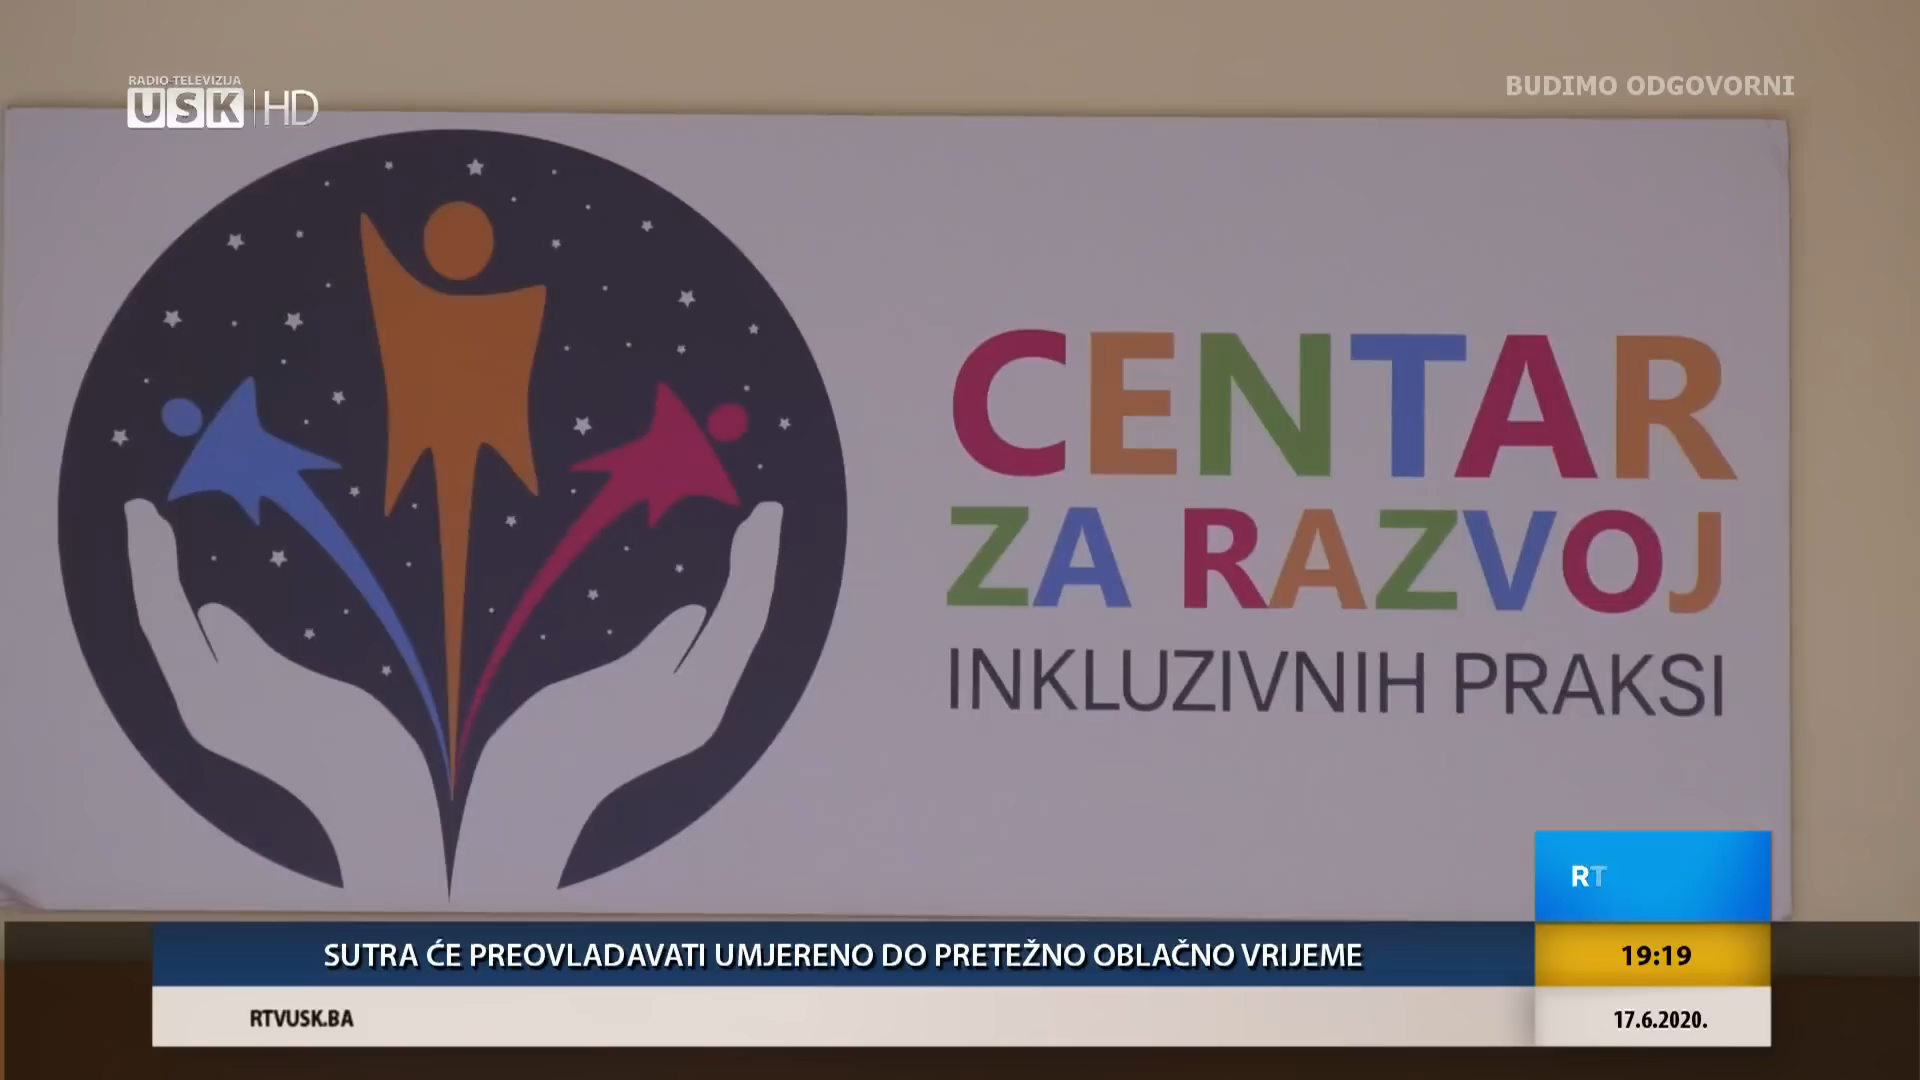 RADIO TELEVIZIJA
USK HD
BUDIMO ODGOVORNI
CENTAR
ZA RAZVOJ
INKLUZIVNIH PRAKSI
RT
SUTRA ĆE PREOVLADAVATI UMJERENO DO PRETEŽNO OBLAČNO VRIJEME
19:19
RTVUSK.BA
17.6.2020.